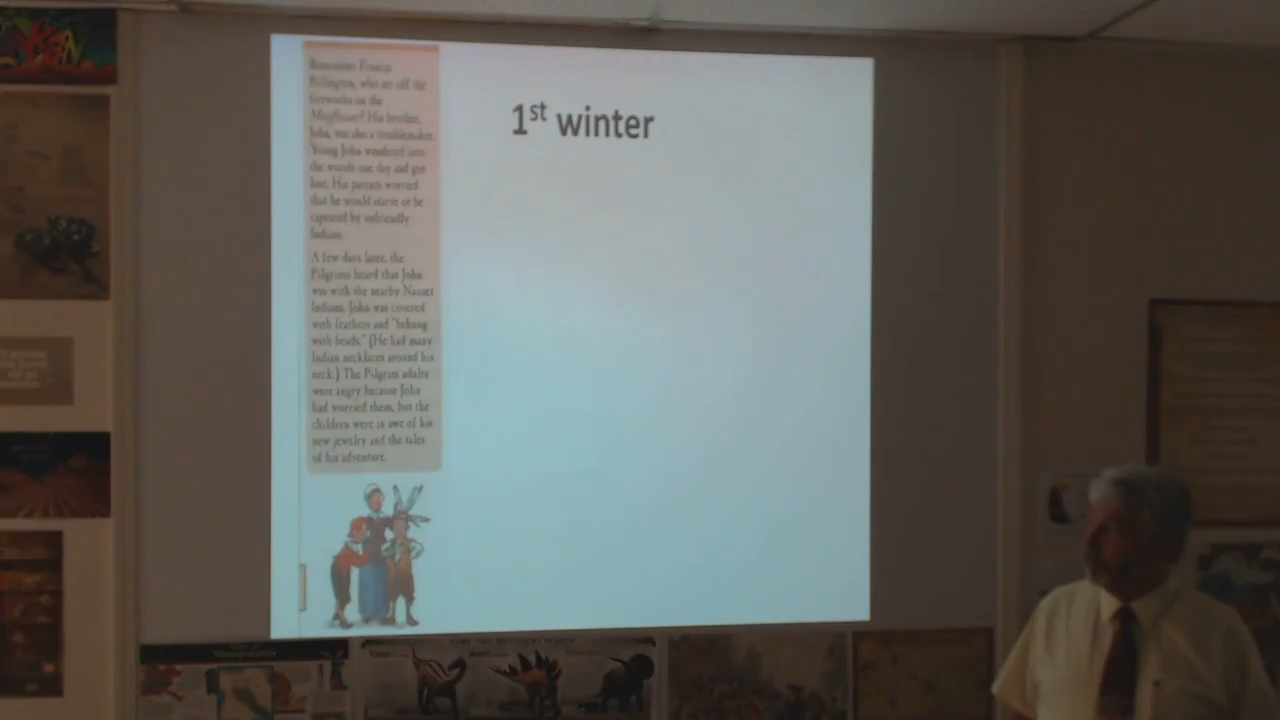 Remember Francis
Billington, who set off the
fireworks on the
Mayflower? His brother,
John, was also a troublemaker.
Young John wandered into
the woods one day and got
lost. His parents worried
that he would starve or be
captured by unfriendly
Indians.
A few days later, the
Pilgrims heard that John
was with the nearby Nauset
Indians. John was covered
with feathers and "behung
with beads." (He had many
Indian necklaces around his
neck.) The Pilgrim adults
were angry because John
had worried them, but the
children were in awe of his
new jewelry and the tales
of his adventure.
1st winter